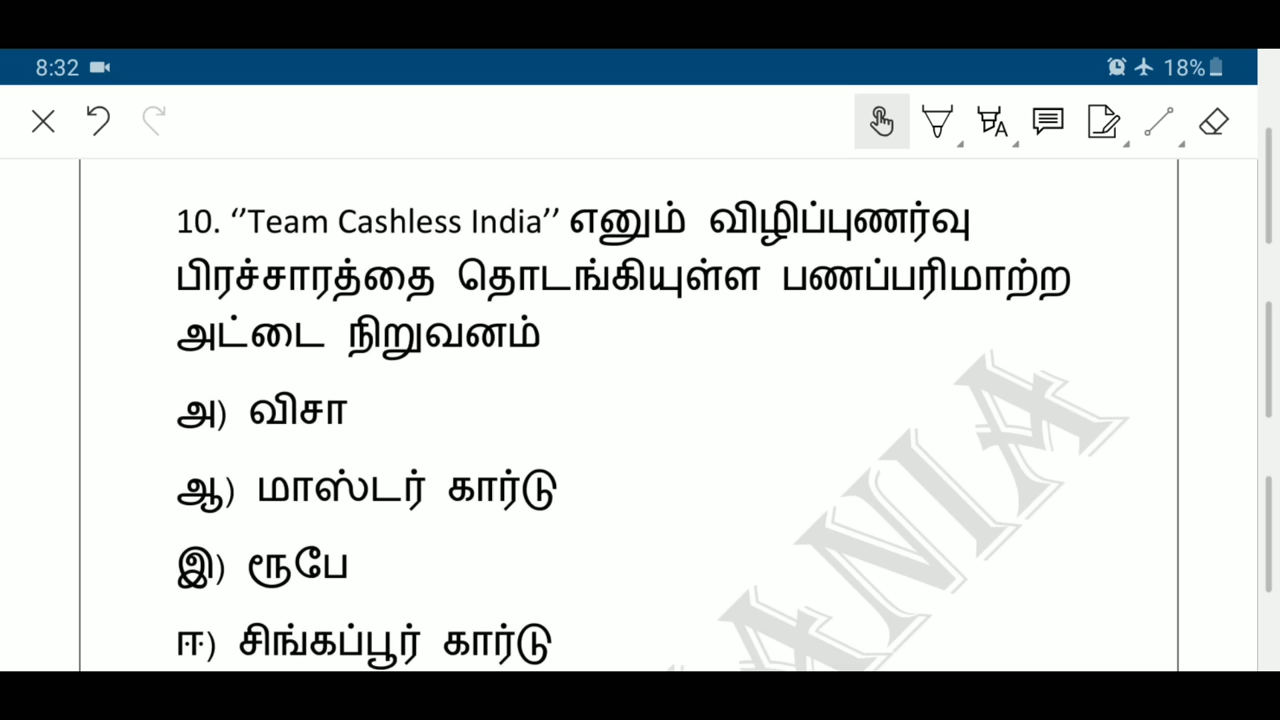 8:32
18%
10. ‘’Team Cashless India’’ எனும் விழிப்புணர்வு
பிரச்சாரத்தை தொடங்கியுள்ள பணப்பரிமாற்ற
அட்டை நிறுவனம்
அ) விசா
ஆ) மாஸ்டர் கார்டு
இ) ரூபே
ஈ) சிங்கப்பூர் கார்டு